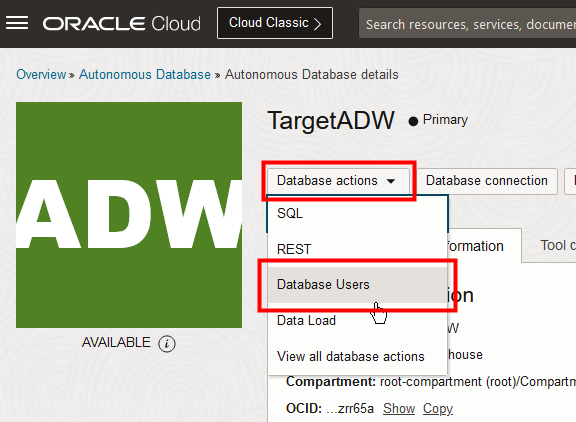 ORACLE Cloud
Cloud Classic >
Search resources, services, documen
Overview » Autonomous Database » Autonomous Database details
ADW
AVAILABLE
TargetADW
Primary
Database actions
Database connection
SQL
REST
Database Users
Data Load
View all database actions
formation
Tool c
ion
W
house
Compartment: root-compartment (root)/Compartm
OCID: ...zrr65a Show Copy